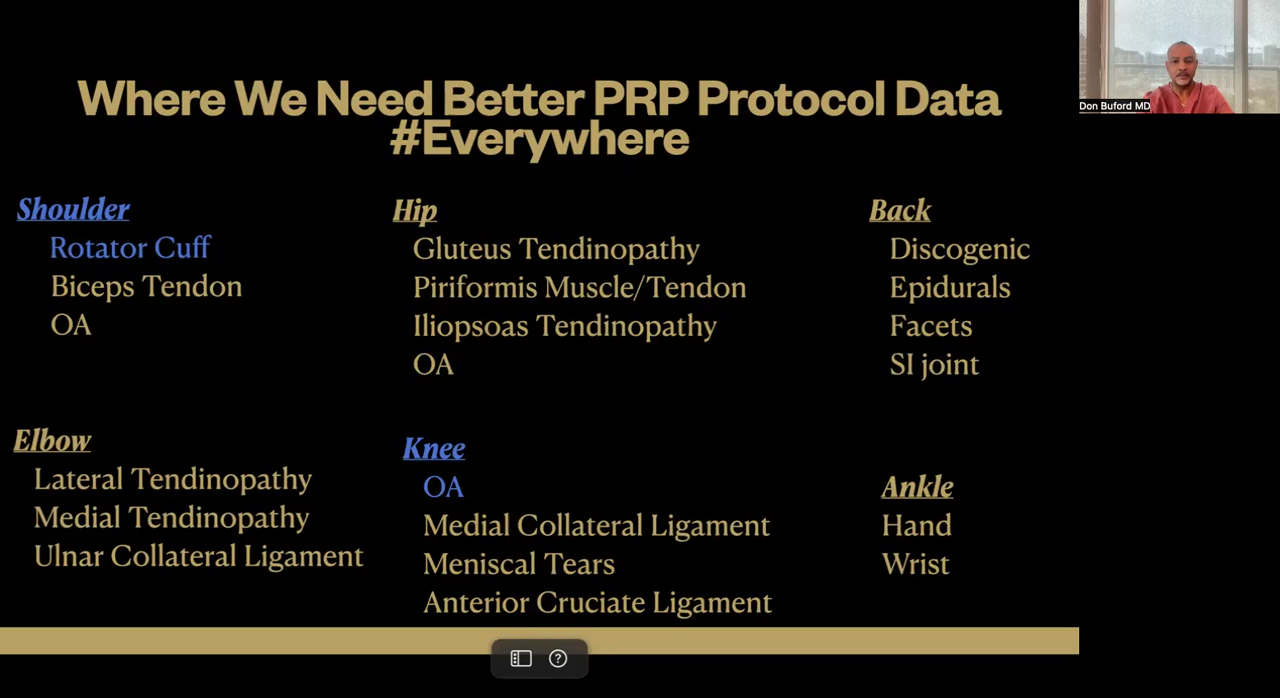 Where We Need Better PRP Protocol Data
#Everywhere
Don Buford MD
Shoulder
Rotator Cuff
Biceps Tendon
OA
Hip
Gluteus Tendinopathy
Piriformis Muscle/Tendon
Iliopsoas Tendinopathy
OA
Back
Discogenic
Epidurals
Facets
SI joint
Elbow
Lateral Tendinopathy
Medial Tendinopathy
Ulnar Collateral Ligament
Knee
OA
Medial Collateral Ligament
Meniscal Tears
Anterior Cruciate Ligament
Ankle
Hand
Wrist